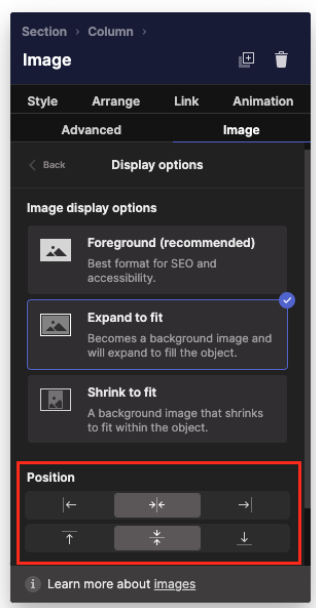 Section > Column >
Image
Style Arrange Link Animation
Advanced Image
< Back Display options
Image display options
Foreground (recommended)
Best format for SEO and
accessibility.
Expand to fit
Becomes a background image and
will expand to fill the object.
Shrink to fit
A background image that shrinks
to fit within the object.
Position
i Learn more about images